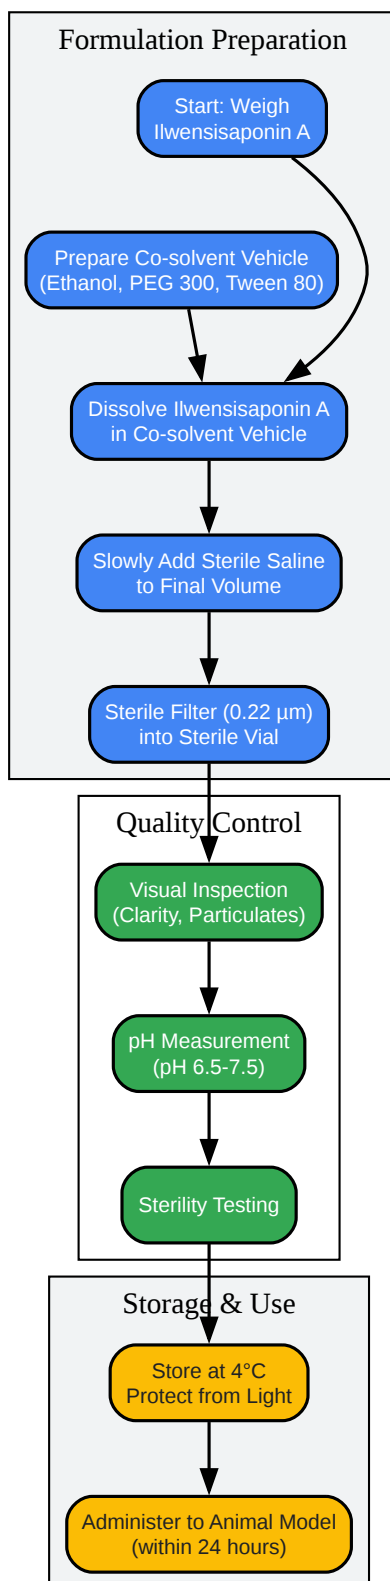 Formulation Preparation
Start: Weigh
Ilwensisaponin A
Prepare Co-solvent Vehicle
(Ethanol, PEG 300, Tween 80)
Dissolve Ilwensisaponin A
in Co-solvent Vehicle
Slowly Add Sterile Saline
to Final Volume
Sterile Filter (0.22 µm)
into Sterile Vial
Quality Control
Visual Inspection
(Clarity, Particulates)
pH Measurement
(pH 6.5-7.5)
Sterility Testing
Storage & Use
Store at 4°C
Protect from Light
Administer to Animal Model
(within 24 hours)